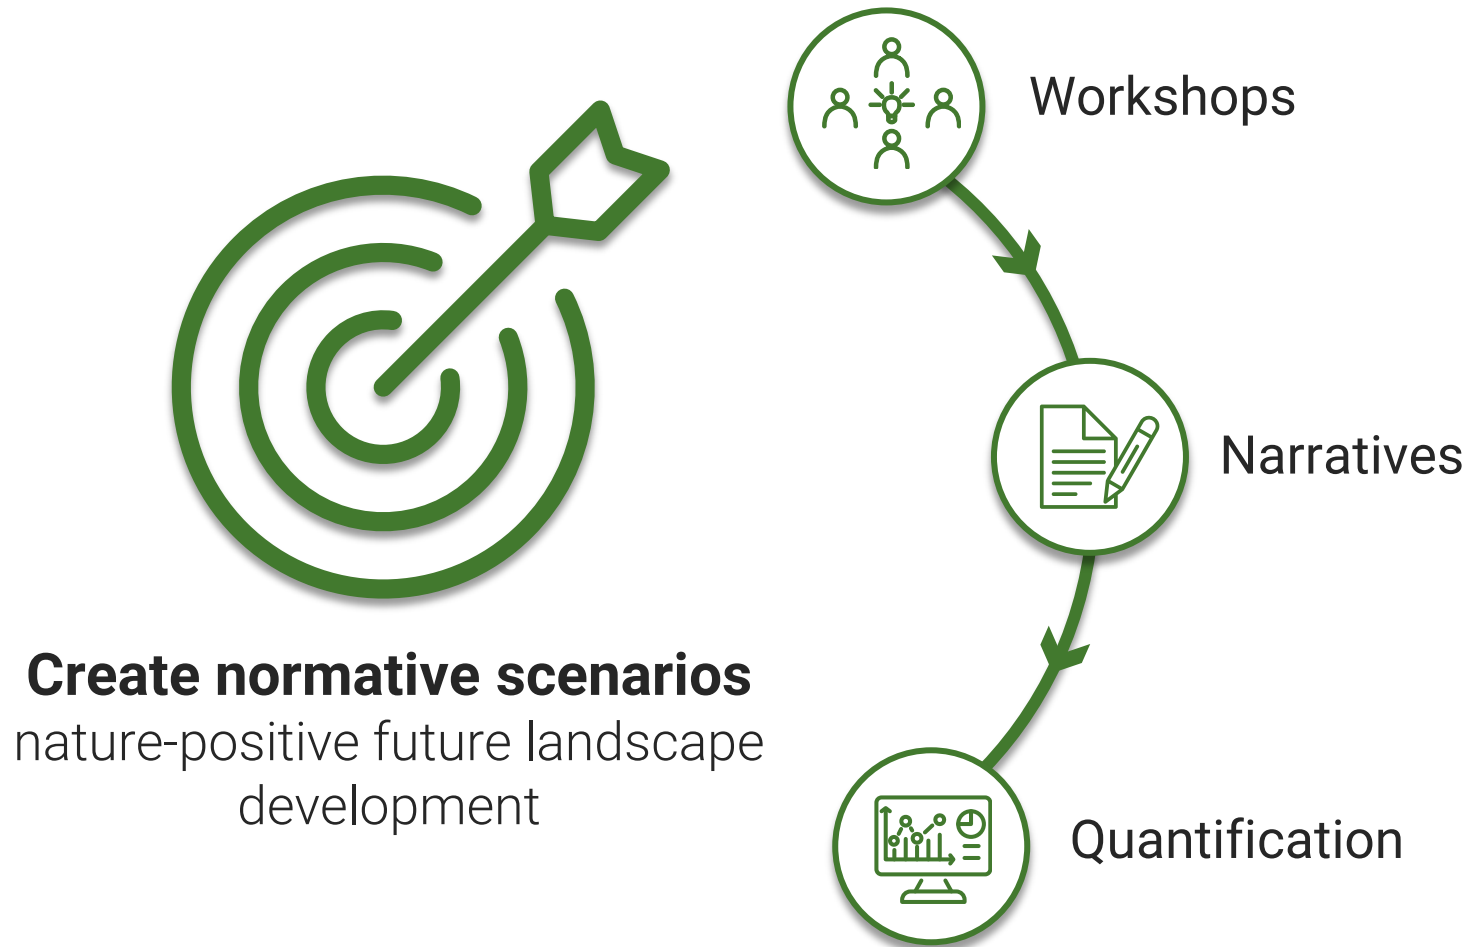 Create normative scenarios
nature-positive future landscape
development
Workshops
Narratives
Quantification